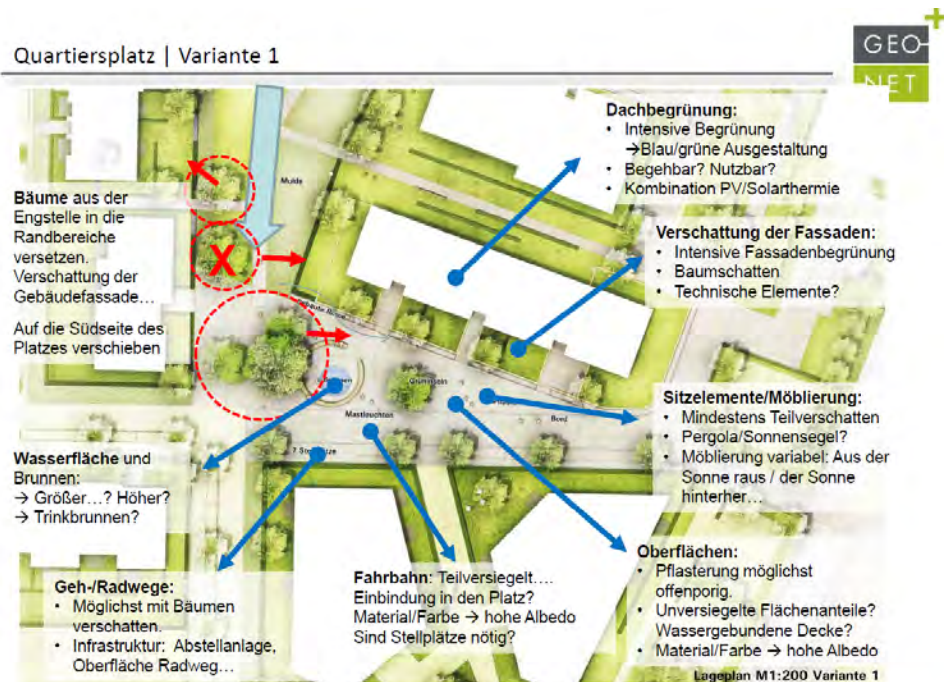 Quartiersplatz | Variante 1
GEO-
NET
Dachbegrünung:
• Intensive Begrünung
→Blau/grüne Ausgestaltung
• Begehbar? Nutzbar?
• Kombination PV/Solarthermie
Mulde
Bäume aus der
Engstelle in die
Randbereiche
versetzen.
Verschattung der
Gebäudefassade…
Auf die Südseite des
Platzes verschieben
X
Verschattung der Fassaden:
• Intensive Fassadenbegrünung
• Baumschatten
• Technische Elemente?
Mastleuchten
Bord
Sitzelemente/Möblierung:
• Mindestens Teilverschatten
• Pergola/Sonnensegel?
• Möblierung variabel: Aus der
Sonne raus / der Sonne
hinterher…
Wasserfläche und
Brunnen:
→ Größer…? Höher?
→ Trinkbrunnen?
Geh-/Radwege:
• Möglichst mit Bäumen
verschatten.
• Infrastruktur: Abstellanlage,
Oberfläche Radweg…
Fahrbahn: Teilversiegelt….
Einbindung in den Platz?
Material/Farbe → hohe Albedo
Sind Stellplätze nötig?
Oberflächen:
• Pflasterung möglichst
offenporig.
• Unversiegelte Flächenanteile?
Wassergebundene Decke?
• Material/Farbe → hohe Albedo
Lageplan M1:200 Variante 1